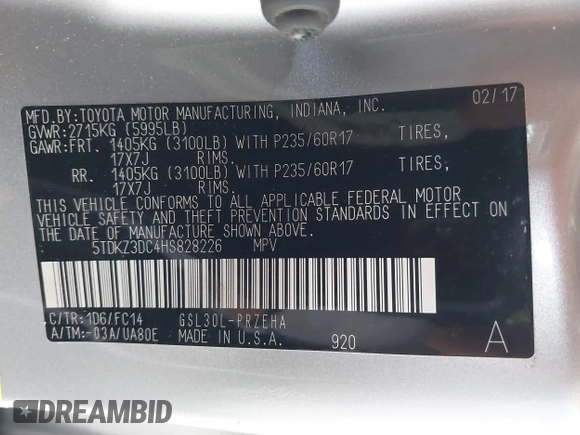 MFD.BY:TOYOTA MOTOR MANUFACTURING, INDIANA, INC. 02/17
GVWR:2715KG (5995LB)
GAWR:FRT. 1405KG (3100LB) WITH P235/60R17 TIRES,
17X7J RIMS.
RR. 1405KG (3100LB) WITH P235/60R17 TIRES,
17X7J RIMS.
THIS VEHICLE CONFORMS TO ALL APPLICABLE FEDERAL MOTOR
VEHICLE SAFETY AND THEFT PREVENTION STANDARDS IN EFFECT ON
THE DATE OF MANUFACTURE SHOWN ABOVE.
5TDKZ3DC4HS828226 MPV
C/TR:1D6/FC14 GSL30L-PRZEHA
A/TM:-03A/UA80E MADE IN U.S.A. 920 A
DREAMBID